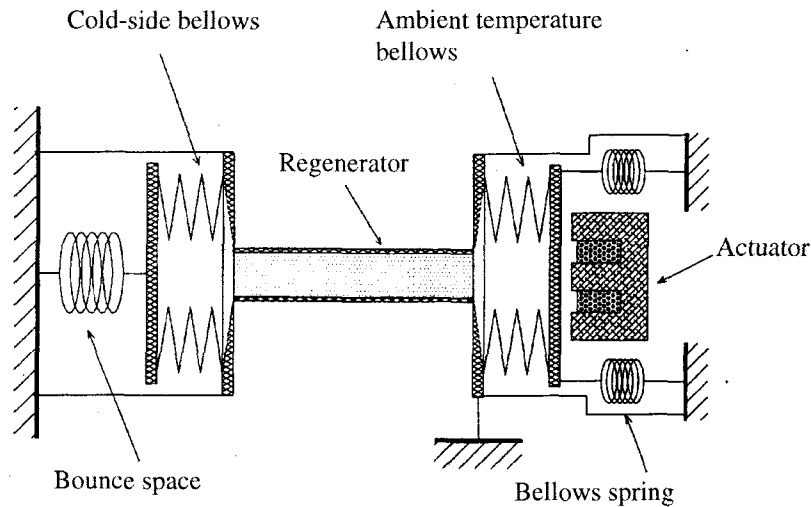 Cold-side bellows
Ambient temperature
bellows
Regenerator
Actuator
Bounce space
Bellows spring